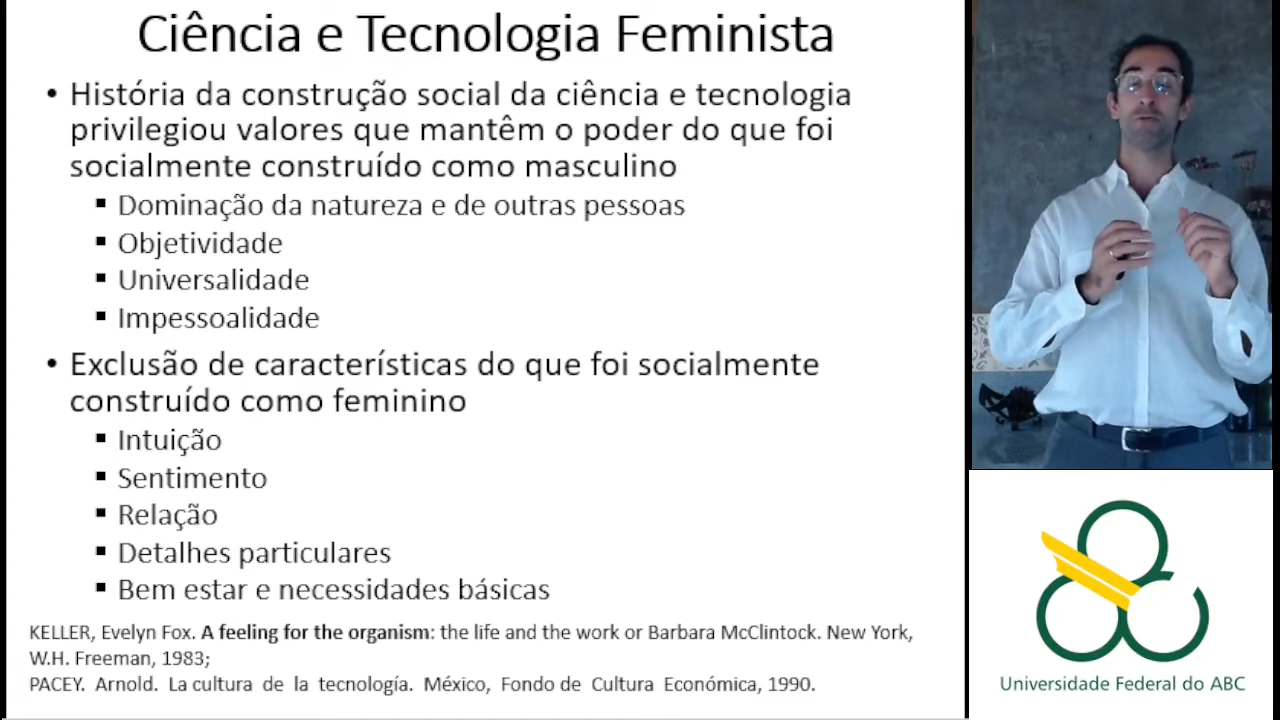 Ciência e Tecnologia Feminista
• História da construção social da ciência e tecnologia
privilegiou valores que mantêm o poder do que foi
socialmente construído como masculino
▪ Dominação da natureza e de outras pessoas
▪ Objetividade
▪ Universalidade
▪ Impessoalidade
• Exclusão de características do que foi socialmente
construído como feminino
▪ Intuição
▪ Sentimento
▪ Relação
▪ Detalhes particulares
▪ Bem estar e necessidades básicas
KELLER, Evelyn Fox. A feeling for the organism: the life and the work or Barbara McClintock. New York,
W.H. Freeman, 1983;
PACEY. Arnold. La cultura de la tecnología. México, Fondo de Cultura Económica, 1990.
Universidade Federal do ABC